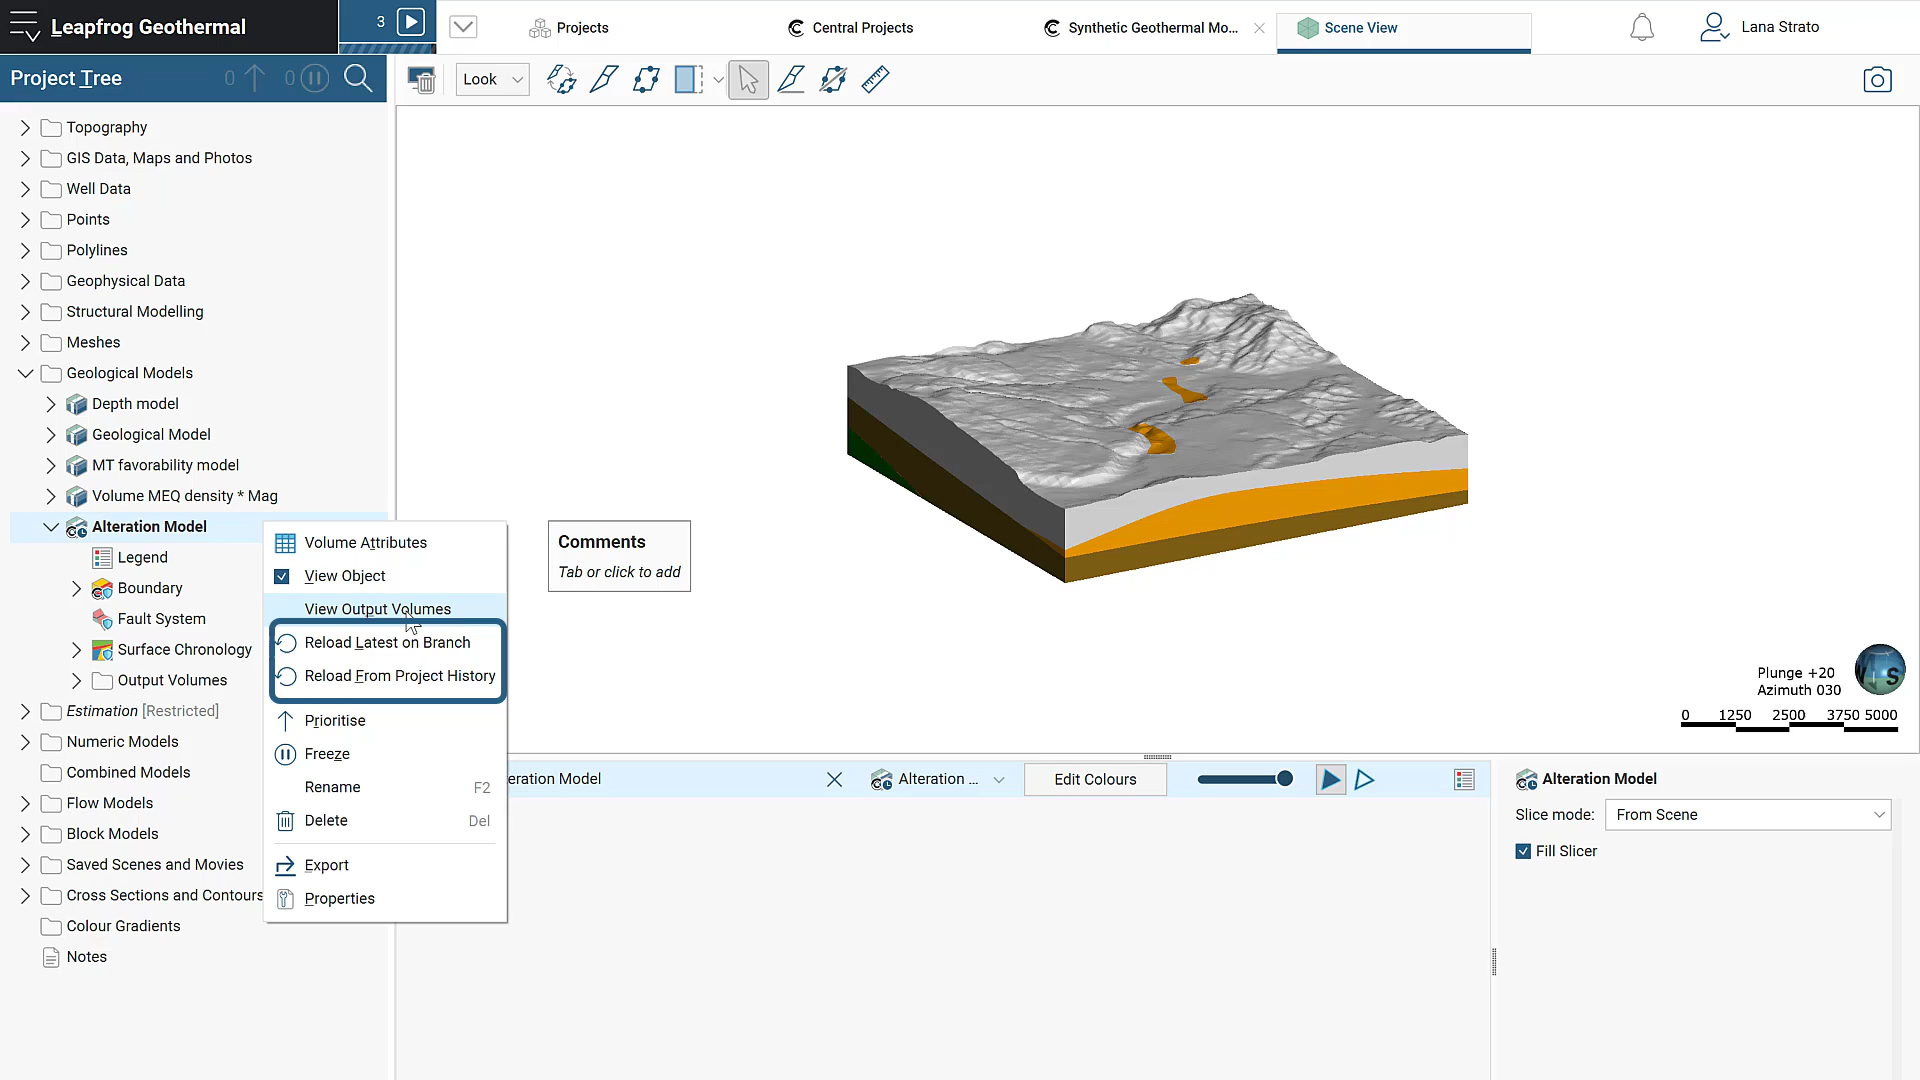 Leapfrog Geothermal
3
Projects
Central Projects
Synthetic Geothermal Mo...
Scene View
Lana Strato
Project Tree
0
0
Look
Topography
GIS Data, Maps and Photos
Well Data
Points
Polylines
Geophysical Data
Structural Modelling
Meshes
Geological Models
Depth model
Geological Model
MT favorability model
Volume MEQ density * Mag
Alteration Model
Legend
Boundary
Fault System
Surface Chronology
Output Volumes
Estimation [Restricted]
Numeric Models
Combined Models
Flow Models
Block Models
Saved Scenes and Movies
Cross Sections and Contours
Colour Gradients
Notes
Volume Attributes
View Object
View Output Volumes
Reload Latest on Branch
Reload From Project History
Prioritise
Freeze
Rename F2
Delete Del
Export
Properties
Comments
Tab or click to add
Plunge +20
Azimuth 030
0 1250 2500 3750 5000
S
eration Model
Alteration ...
Edit Colours
Alteration Model
Slice mode: From Scene
Fill Slicer